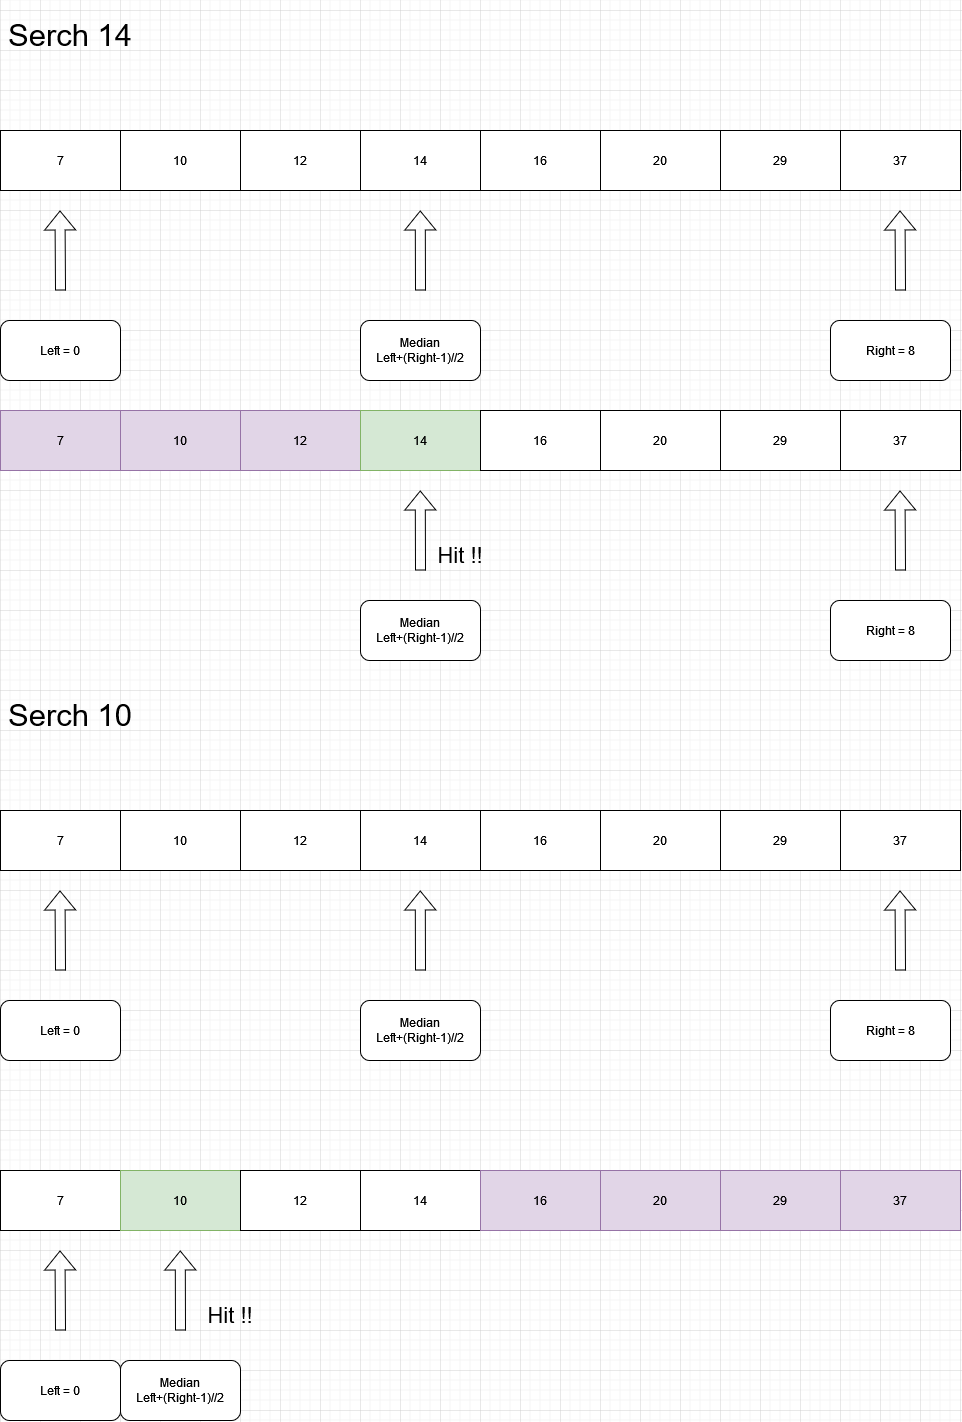 Serch 14
7 10 12 14 16 20 29 37
Left = 0
Median
Left+(Right-1)//2
Right = 8
7 10 12 14 16 20 29 37
Hit !!
Median
Left+(Right-1)//2
Right = 8
Serch 10
7 10 12 14 16 20 29 37
Left = 0
Median
Left+(Right-1)//2
Right = 8
7 10 12 14 16 20 29 37
Hit !!
Left = 0
Median
Left+(Right-1)//2